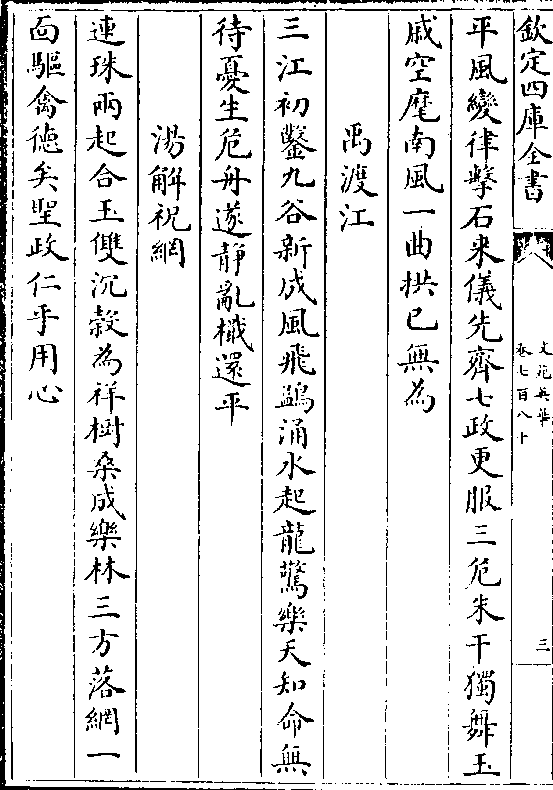 欽定四庫全書
文苑英華
卷七百八十
三
平風變律擊石來儀先齊七政更服三危朱干獨舞玉
戚空麾南風一曲拱已無為
禹渡江
三江初鑿九谷新成風飛鷁涌水起龍驚樂天知命無
待憂生危舟遂靜亂檝還平
湯解祝網
連珠兩起合玉雙沉穀為祥樹桑成樂林三方落網一
面驅禽德矣聖政仁乎用心